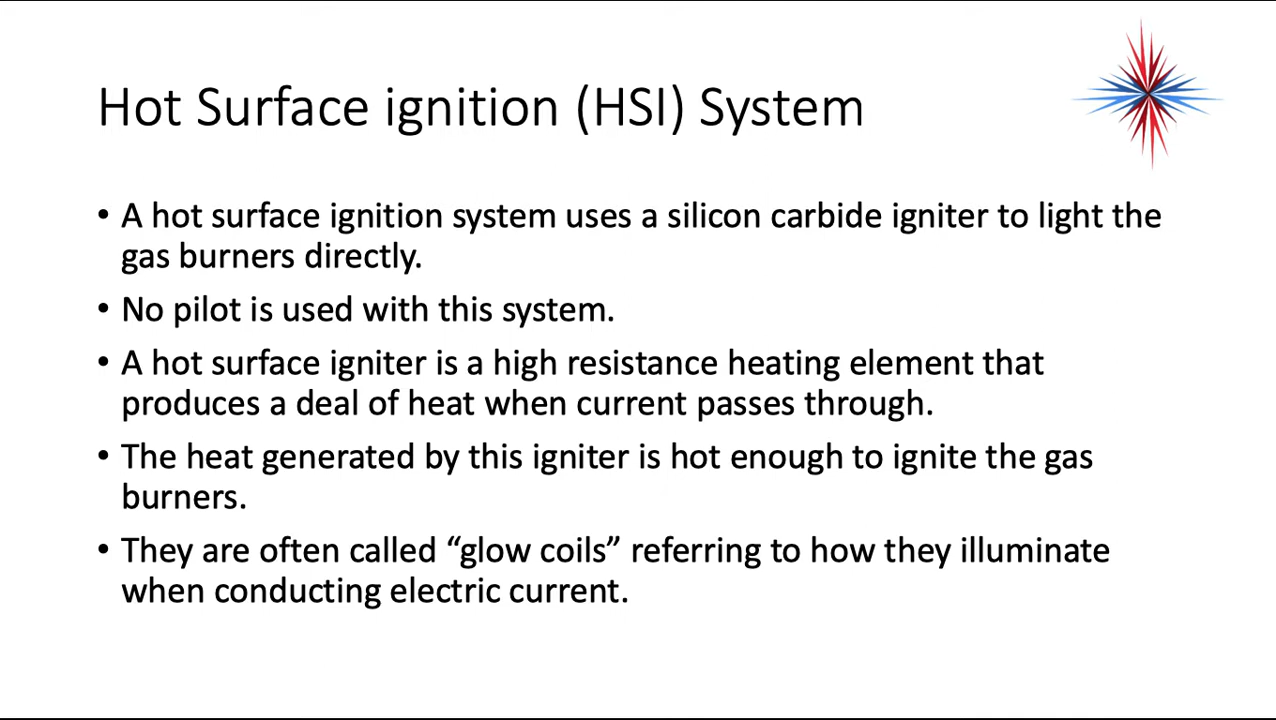 Hot Surface ignition (HSI) System
• A hot surface ignition system uses a silicon carbide igniter to light the
gas burners directly.
• No pilot is used with this system.
• A hot surface igniter is a high resistance heating element that
produces a deal of heat when current passes through.
• The heat generated by this igniter is hot enough to ignite the gas
burners.
• They are often called “glow coils” referring to how they illuminate
when conducting electric current.